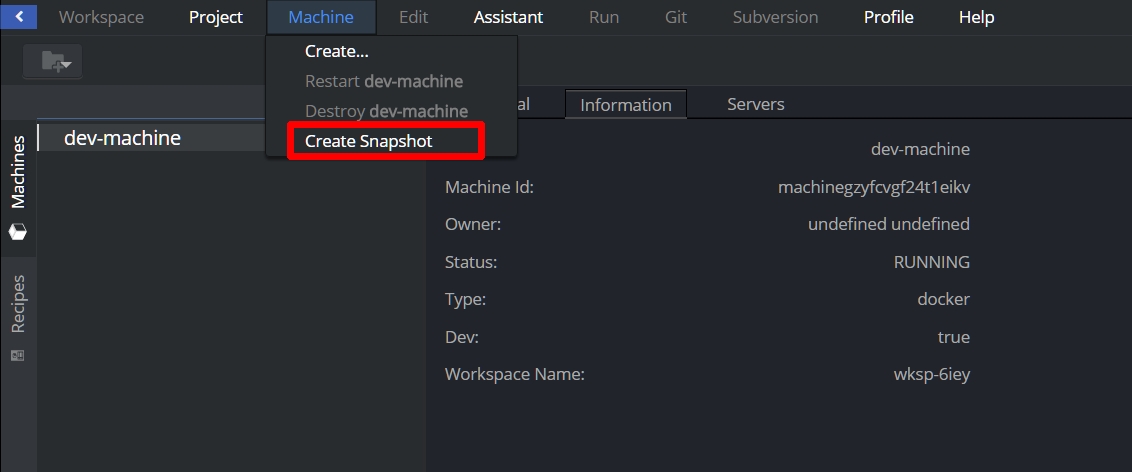 Workspace Project Machine Edit Assistant Run Git Subversion Profile Help
Create...
Restart dev-machine
Destroy dev-machine
Create Snapshot
al Information Servers
Machines
Recipes
dev-machine
dev-machine
Machine Id: machinegzyfcvgf24t1eikv
Owner: undefined undefined
Status: RUNNING
Type: docker
Dev: true
Workspace Name: wksp-6iey